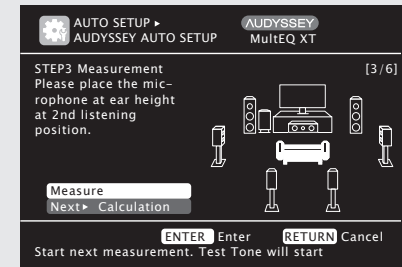 AUTO SETUP ▸
AUDYSSEY AUTO SETUP
AUDYSSEY
MultEQ XT
STEP3 Measurement
[3/6]
Please place the mic-
rophone at ear height
at 2nd listening
position.
Measure
Next▸ Calculation
ENTER Enter
RETURN Cancel
Start next measurement. Test Tone will start